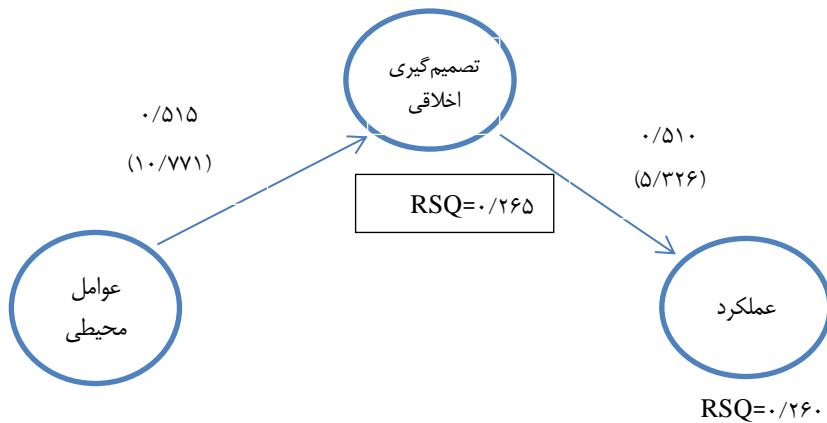 تصمیم‌گیری
اخلاقی
۰/۵۱۵
(۱۰/۷۷۱)
۰/۵۱۰
(۵/۳۲۶)
RSQ=۰/۲۶۵
عوامل
محیطی
عملکرد
RSQ=۰/۲۶۰